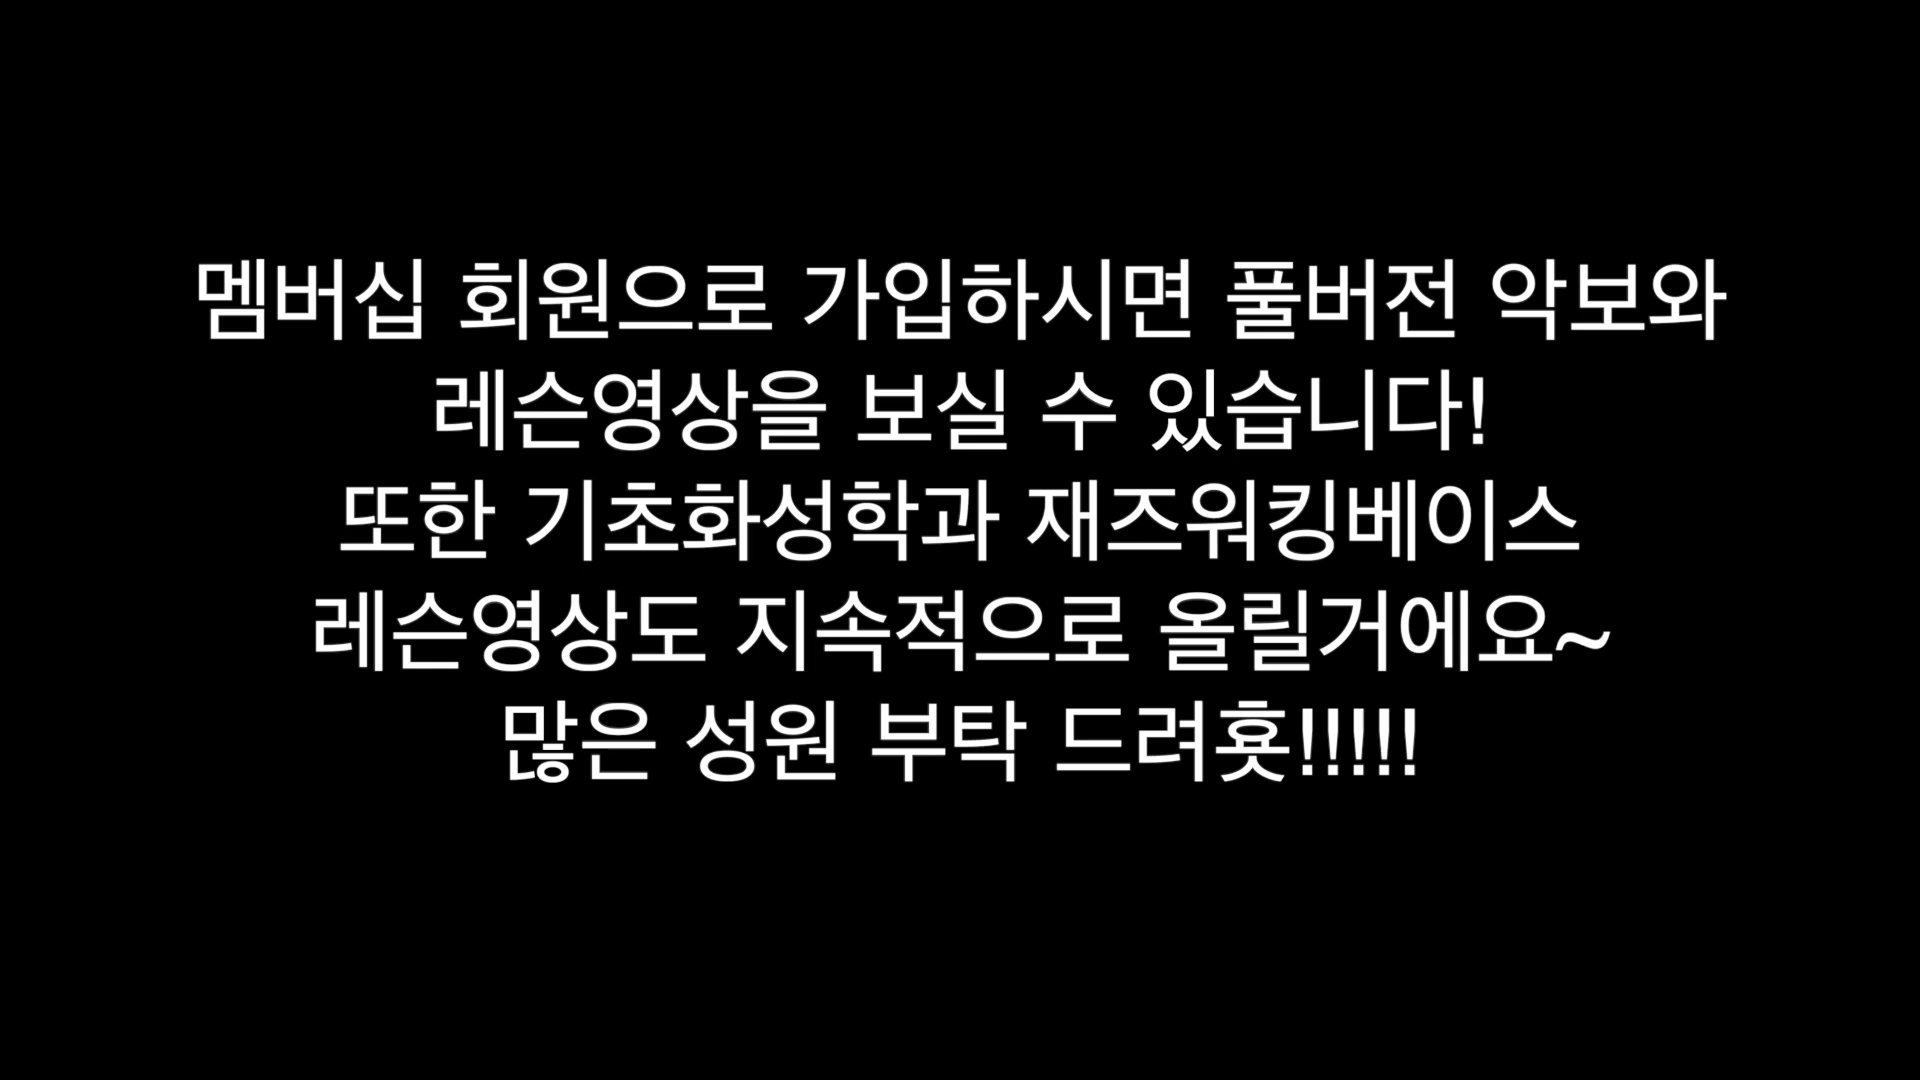 멤버십 회원으로 가입하시면 풀버전 악보와
레슨영상을 보실 수 있습니다!
또한 기초화성학과 재즈워킹베이스
레슨영상도 지속적으로 올릴거에요~
많은 성원 부탁 드려횻!!!!!